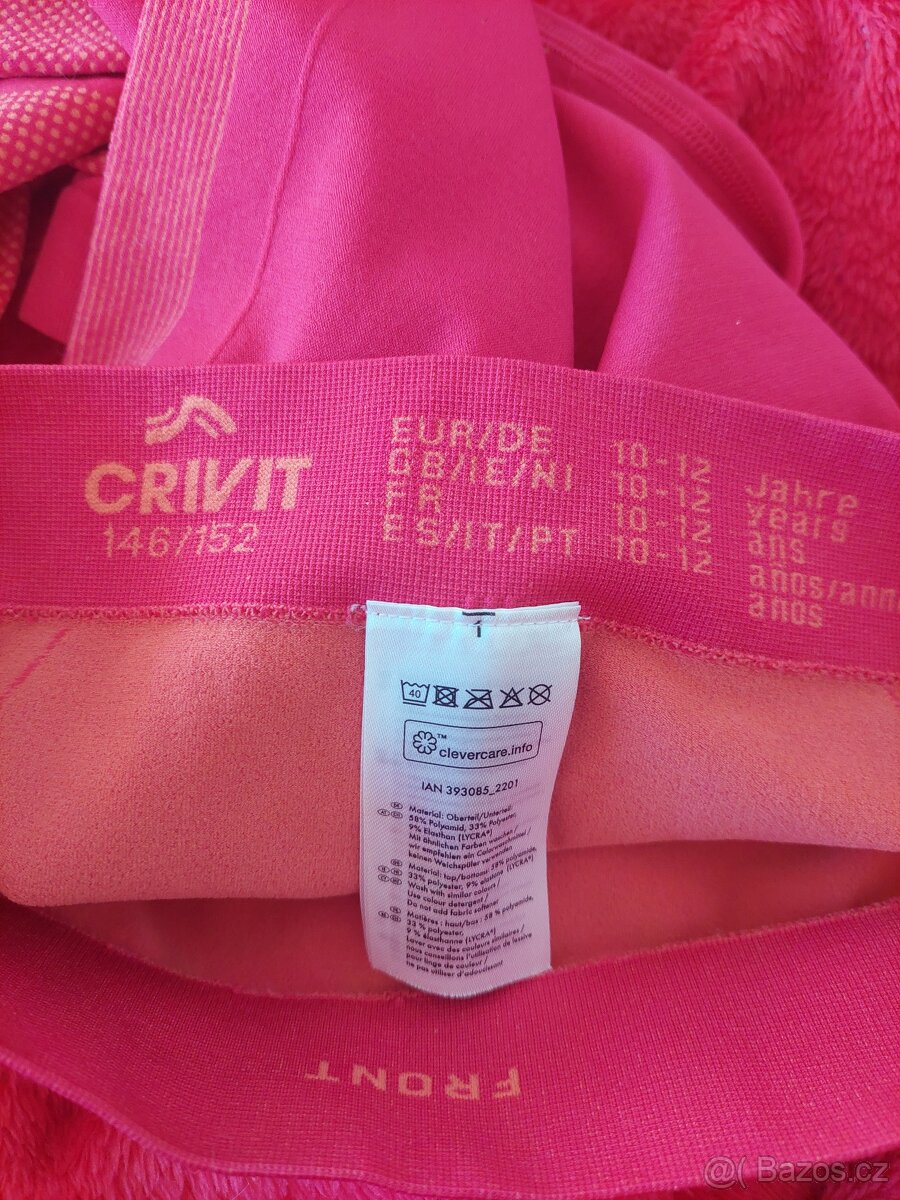 CRIVIT
146/152
EUR/DE 10-12 Jahre
GB/IE/NI 10-12 years
FR 10-12 ans
ES/IT/PT 10-12 años/ann
anos
1
40
clevercare.info™
IAN 393085_2201
Material: Oberteil/Unterteil:
58% Polyamid, 33% Polyester,
9% Elasthan (LYCRA®)
Mit ähnlichen Farben waschen /
wir empfehlen ein Colorwaschmittel /
keinen Weichspüler verwenden
Material: top/bottoms: 58% polyamide,
33% polyester, 9% elastane (LYCRA®)
Wash with similar colours /
Use colour detergent /
Do not add fabric softener
Matières : haut/bas : 58 % polyamide,
33 % polyester,
9 % élasthanne (LYCRA®)
Laver avec des couleurs similaires /
nous conseillons l'utilisation de lessive
pour linge de couleur /
ne pas utiliser d'adoucissant
FRONT
@( Bazos.cz